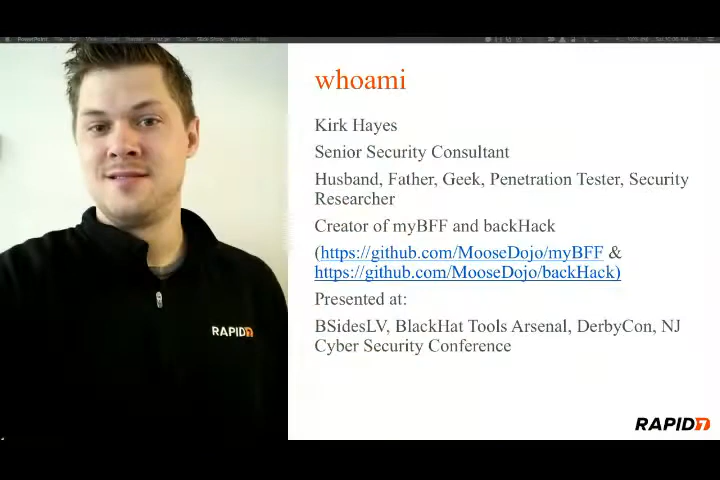 whoami
Kirk Hayes
Senior Security Consultant
Husband, Father, Geek, Penetration Tester, Security
Researcher
Creator of myBFF and backHack
(https://github.com/MooseDojo/myBFF &
https://github.com/MooseDojo/backHack)
Presented at:
BSidesLV, BlackHat Tools Arsenal, DerbyCon, NJ
Cyber Security Conference
RAPID7
RAPID7